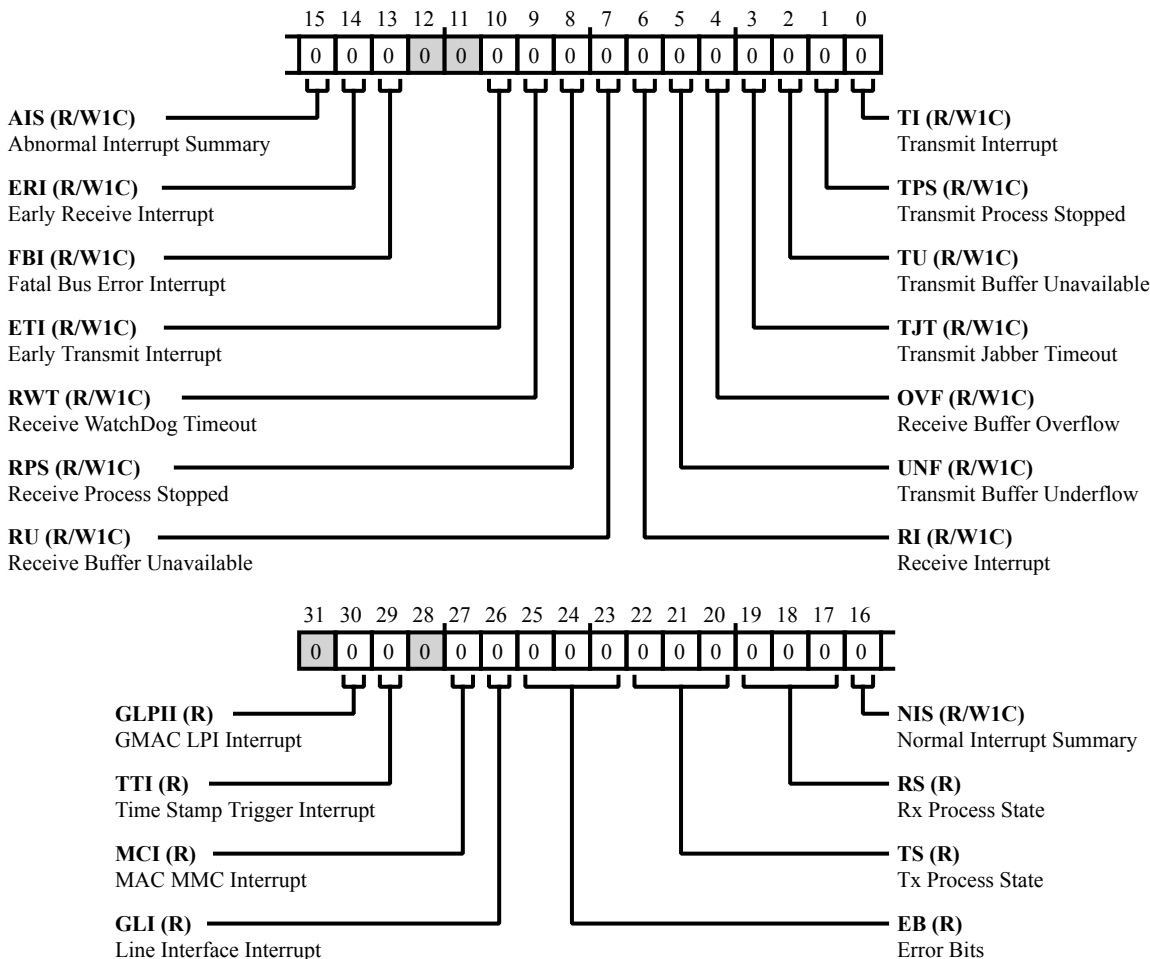 15 14 13 12 11 10 9 8 7 6 5 4 3 2 1 0
0 0 0 0 0 0 0 0 0 0 0 0 0 0 0 0
AIS (R/W1C)
Abnormal Interrupt Summary
ERI (R/W1C)
Early Receive Interrupt
FBI (R/W1C)
Fatal Bus Error Interrupt
ETI (R/W1C)
Early Transmit Interrupt
RWT (R/W1C)
Receive WatchDog Timeout
RPS (R/W1C)
Receive Process Stopped
RU (R/W1C)
Receive Buffer Unavailable
TI (R/W1C)
Transmit Interrupt
TPS (R/W1C)
Transmit Process Stopped
TU (R/W1C)
Transmit Buffer Unavailable
TJT (R/W1C)
Transmit Jabber Timeout
OVF (R/W1C)
Receive Buffer Overflow
UNF (R/W1C)
Transmit Buffer Underflow
RI (R/W1C)
Receive Interrupt
31 30 29 28 27 26 25 24 23 22 21 20 19 18 17 16
0 0 0 0 0 0 0 0 0 0 0 0 0 0 0 0
GLPII (R)
GMAC LPI Interrupt
TTI (R)
Time Stamp Trigger Interrupt
MCI (R)
MAC MMC Interrupt
GLI (R)
Line Interface Interrupt
NIS (R/W1C)
Normal Interrupt Summary
RS (R)
Rx Process State
TS (R)
Tx Process State
EB (R)
Error Bits